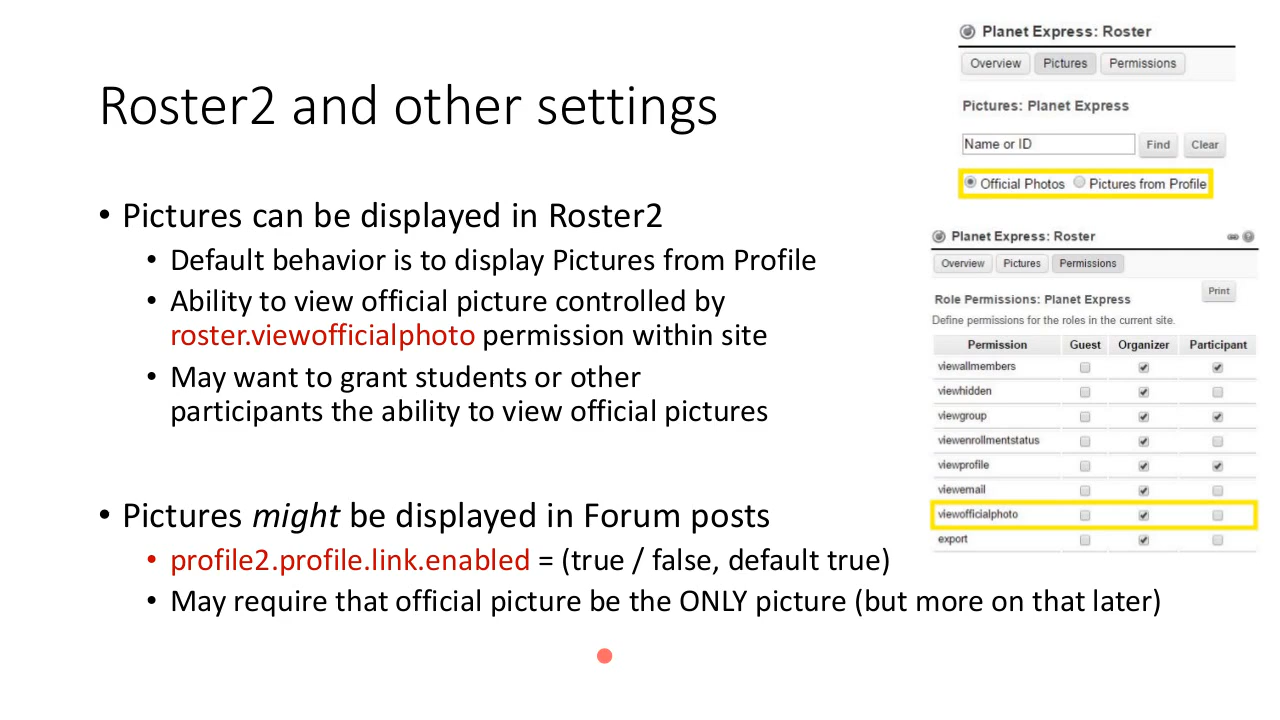 Roster2 and other settings
• Pictures can be displayed in Roster2
• Default behavior is to display Pictures from Profile
• Ability to view official picture controlled by
roster.viewofficialphoto permission within site
• May want to grant students or other
participants the ability to view official pictures
• Pictures might be displayed in Forum posts
• profile2.profile.link.enabled = (true / false, default true)
• May require that official picture be the ONLY picture (but more on that later)
Planet Express: Roster
Overview Pictures Permissions
Pictures: Planet Express
Name or ID Find Clear
Official Photos Pictures from Profile
Planet Express: Roster
Overview Pictures Permissions
Print
Role Permissions: Planet Express
Define permissions for the roles in the current site.
Permission Guest Organizer Participant
viewallmembers
viewhidden
viewgroup
viewenrollmentstatus
viewprofile
viewemail
viewofficialphoto
export